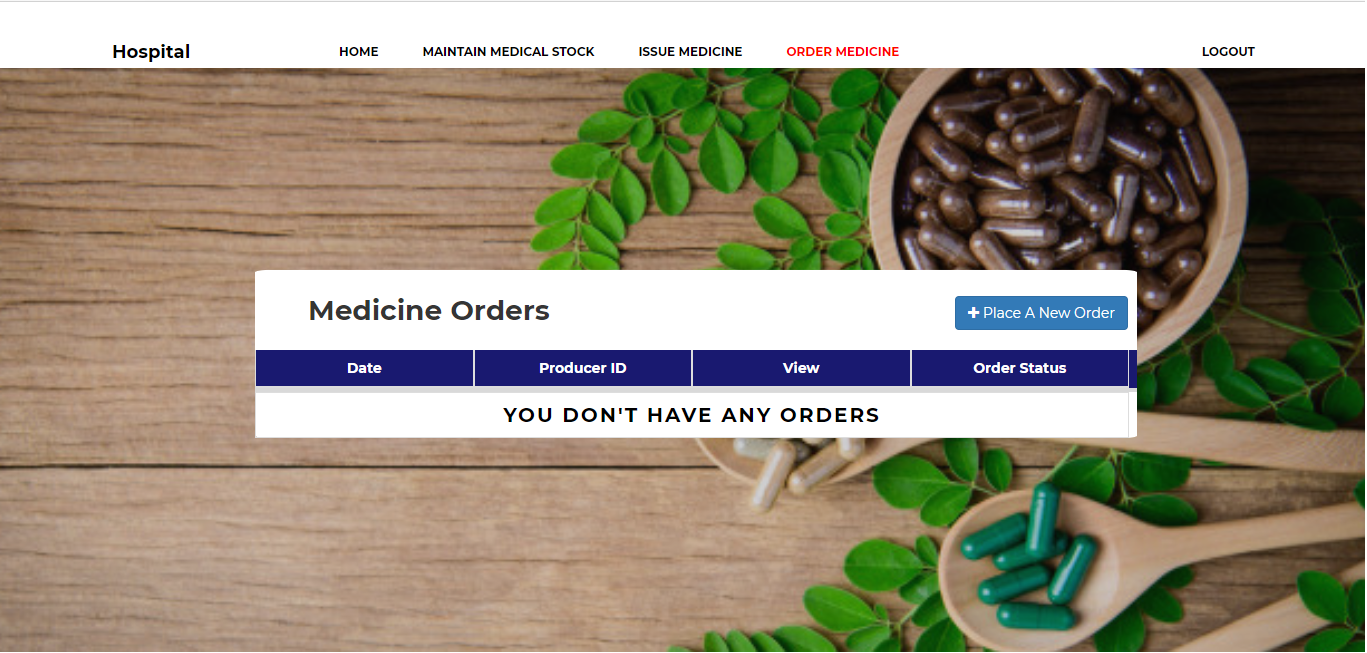 Hospital HOME MAINTAIN MEDICAL STOCK ISSUE MEDICINE ORDER MEDICINE LOGOUT
Medicine Orders
Place A New Order
Date Producer ID View Order Status
YOU DON'T HAVE ANY ORDERS